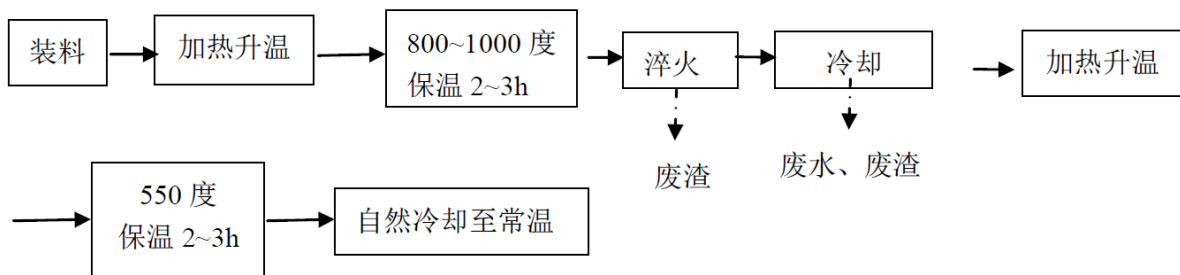 装料
加热升温
800~1000 度
保温 2~3h
淬火
冷却
加热升温
废渣
废水、废渣
550 度
保温 2~3h
自然冷却至常温